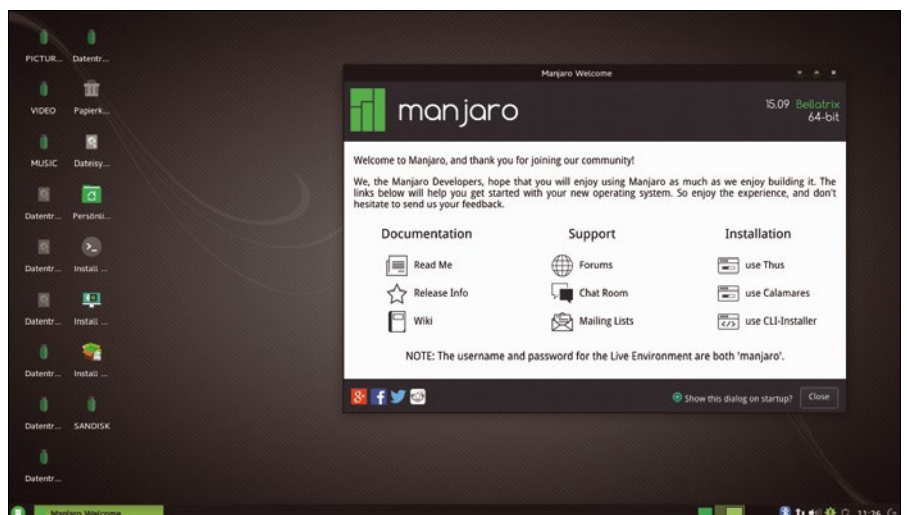 PICTUR... Datentr...
VIDEO Papierk...
MUSIC Dateisy...
Datentr... Persönli...
Datentr... Install ...
Datentr... Install ...
Datentr... Install ...
Datentr... SANDISK
Datentr...
Manjaro Welcome
manjaro
15.09 Bellatrix
64-bit
Welcome to Manjaro, and thank you for joining our community!
We, the Manjaro Developers, hope that you will enjoy using Manjaro as much as we enjoy building it. The
links below will help you get started with your new operating system. So enjoy the experience, and don't
hesitate to send us your feedback.
Documentation Support Installation
Read Me Forums use Thus
Release Info Chat Room use Calamares
Wiki Mailing Lists use CLI-Installer
NOTE: The username and password for the Live Environment are both 'manjaro'.
Show this dialog on startup? Close
Manjaro Welcome
11:26